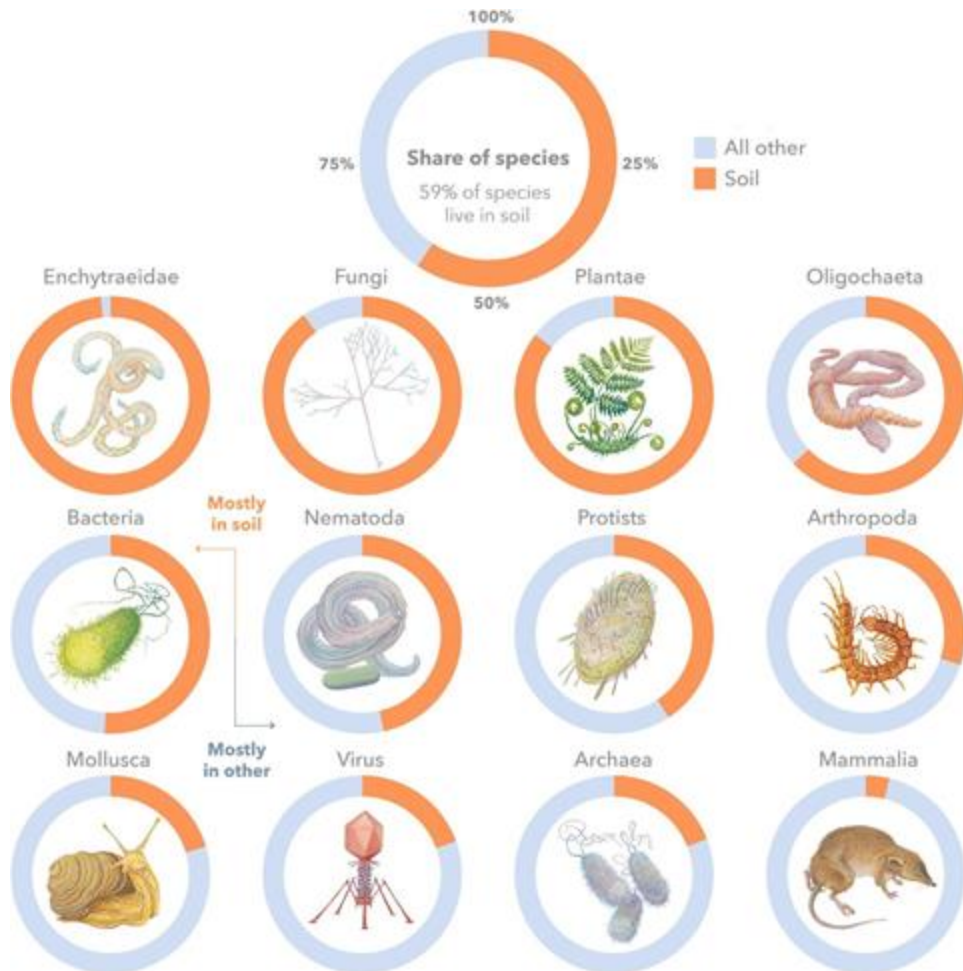 100%
75%
Share of species
25%
59% of species
live in soil
50%
All other
Soil
Enchytraeidae
Fungi
Plantae
Oligochaeta
Mostly
in soil
Bacteria
Nematoda
Protists
Arthropoda
Mostly
in other
Mollusca
Virus
Archaea
Mammalia